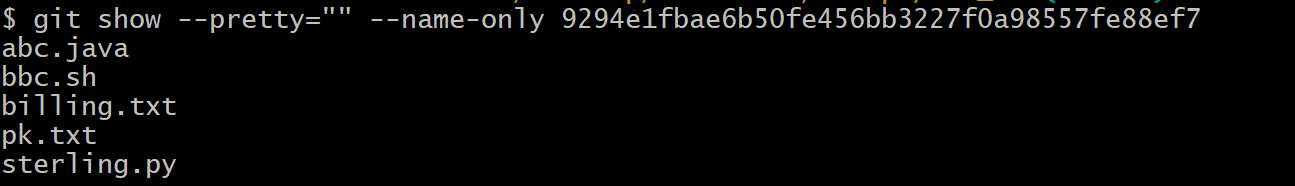 $ git show --pretty="" --name-only 9294e1fbae6b50fe456bb3227f0a98557fe88ef7
abc.java
bbc.sh
billing.txt
pk.txt
sterling.py